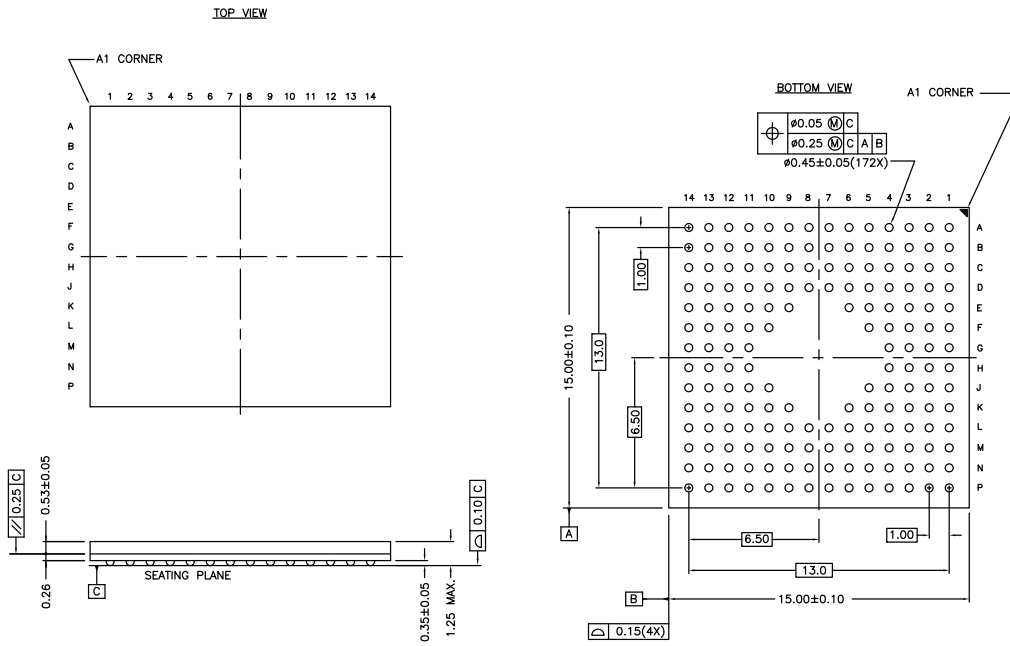 TOP VIEW
A1 CORNER
1 2 3 4 5 6 7 8 9 10 11 12 13 14
A
B
C
D
E
F
G
H
J
K
L
M
N
P
⫽ 0.25 C
0.53±0.05
0.26
C
SEATING PLANE
0.35±0.05
1.25 MAX.
⌓ 0.10 C
BOTTOM VIEW
A1 CORNER
⌖ ø0.05 Ⓜ C
ø0.25 Ⓜ C A B
ø0.45±0.05(172X)
14 13 12 11 10 9 8 7 6 5 4 3 2 1
A
B
C
D
E
F
G
H
J
K
L
M
N
P
1.00
13.0
15.00±0.10
6.50
A
6.50
1.00
13.0
B
15.00±0.10
⌓ 0.15(4X)